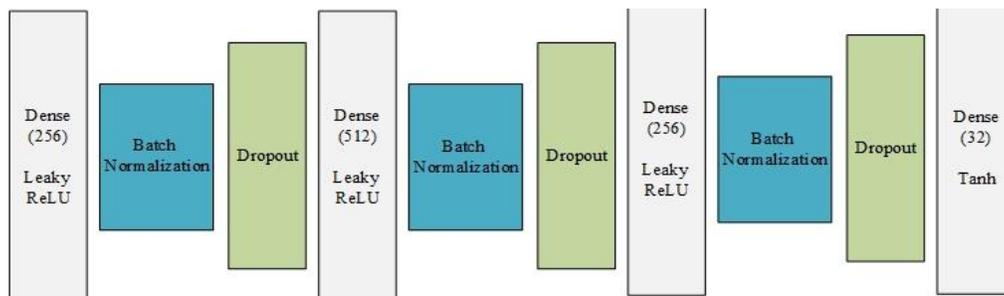 Dense
(256)
Leaky
ReLU
Batch
Normalization
Dropout
Dense
(512)
Leaky
ReLU
Batch
Normalization
Dropout
Dense
(256)
Leaky
ReLU
Batch
Normalization
Dropout
Dense
(32)
Tanh